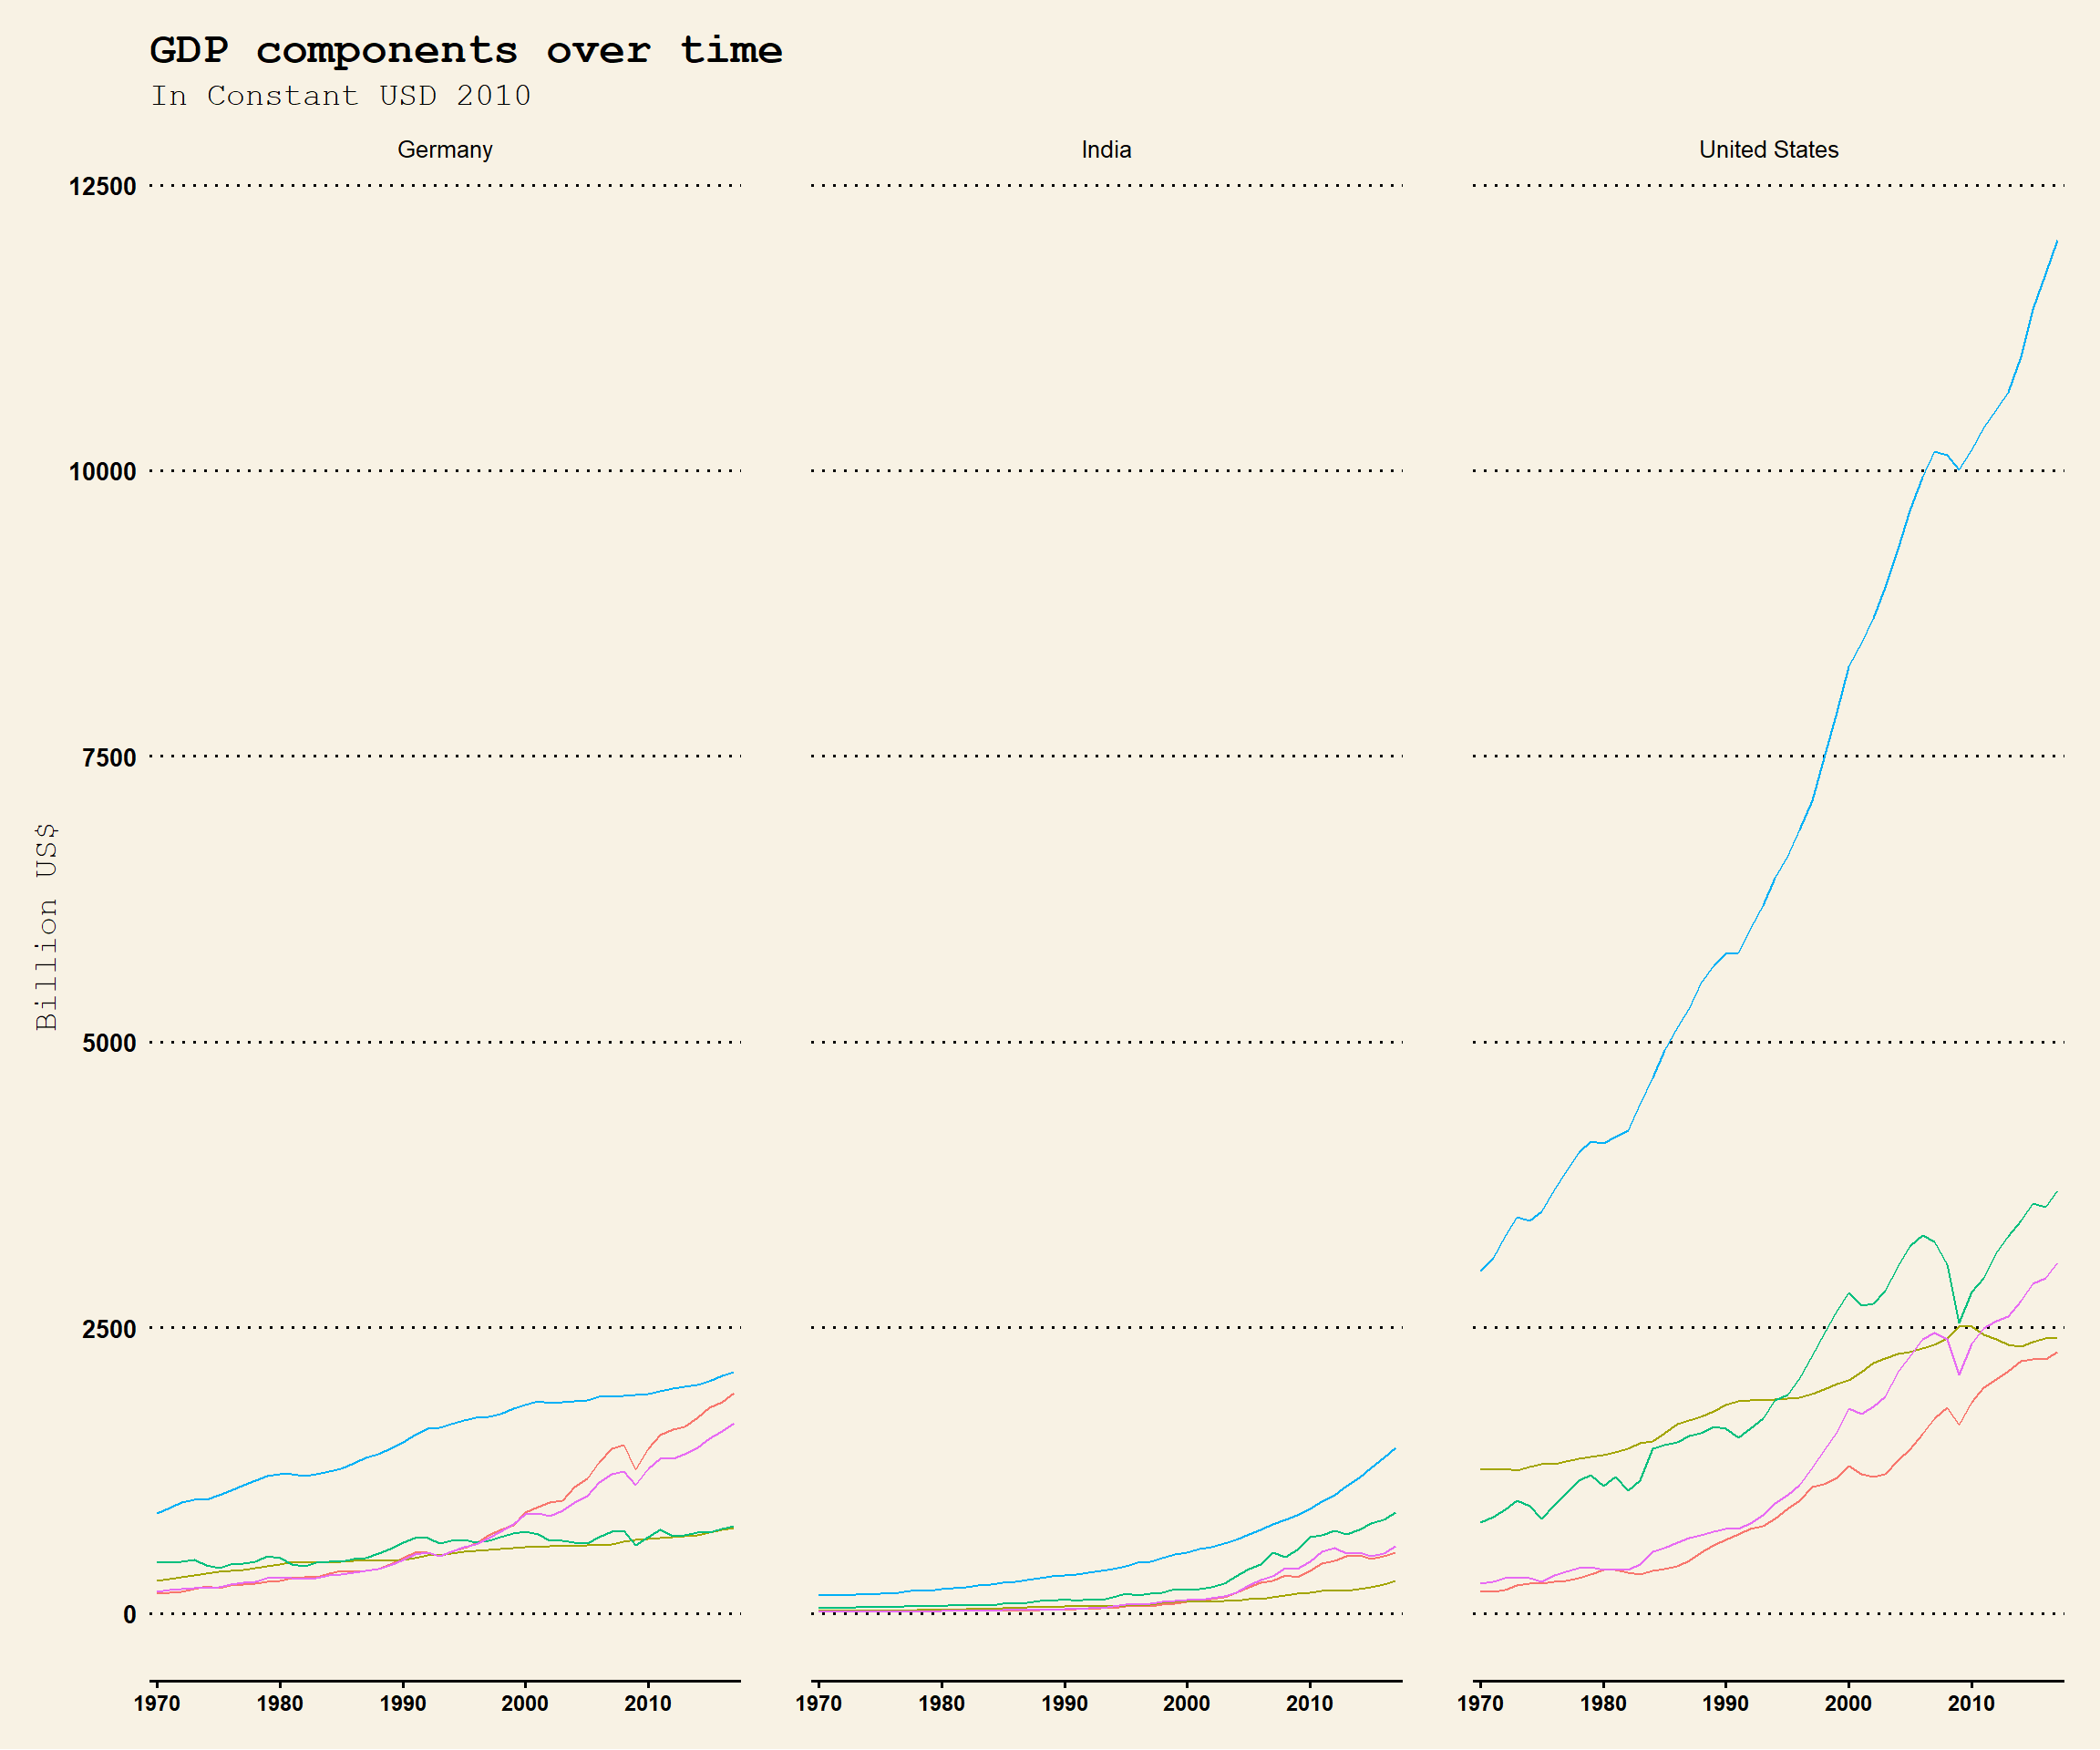 GDP components over time
In Constant USD 2010
Germany India United States
12500
10000
7500
5000
2500
0
Billion US$
1970 1980 1990 2000 2010 1970 1980 1990 2000 2010 1970 1980 1990 2000 2010